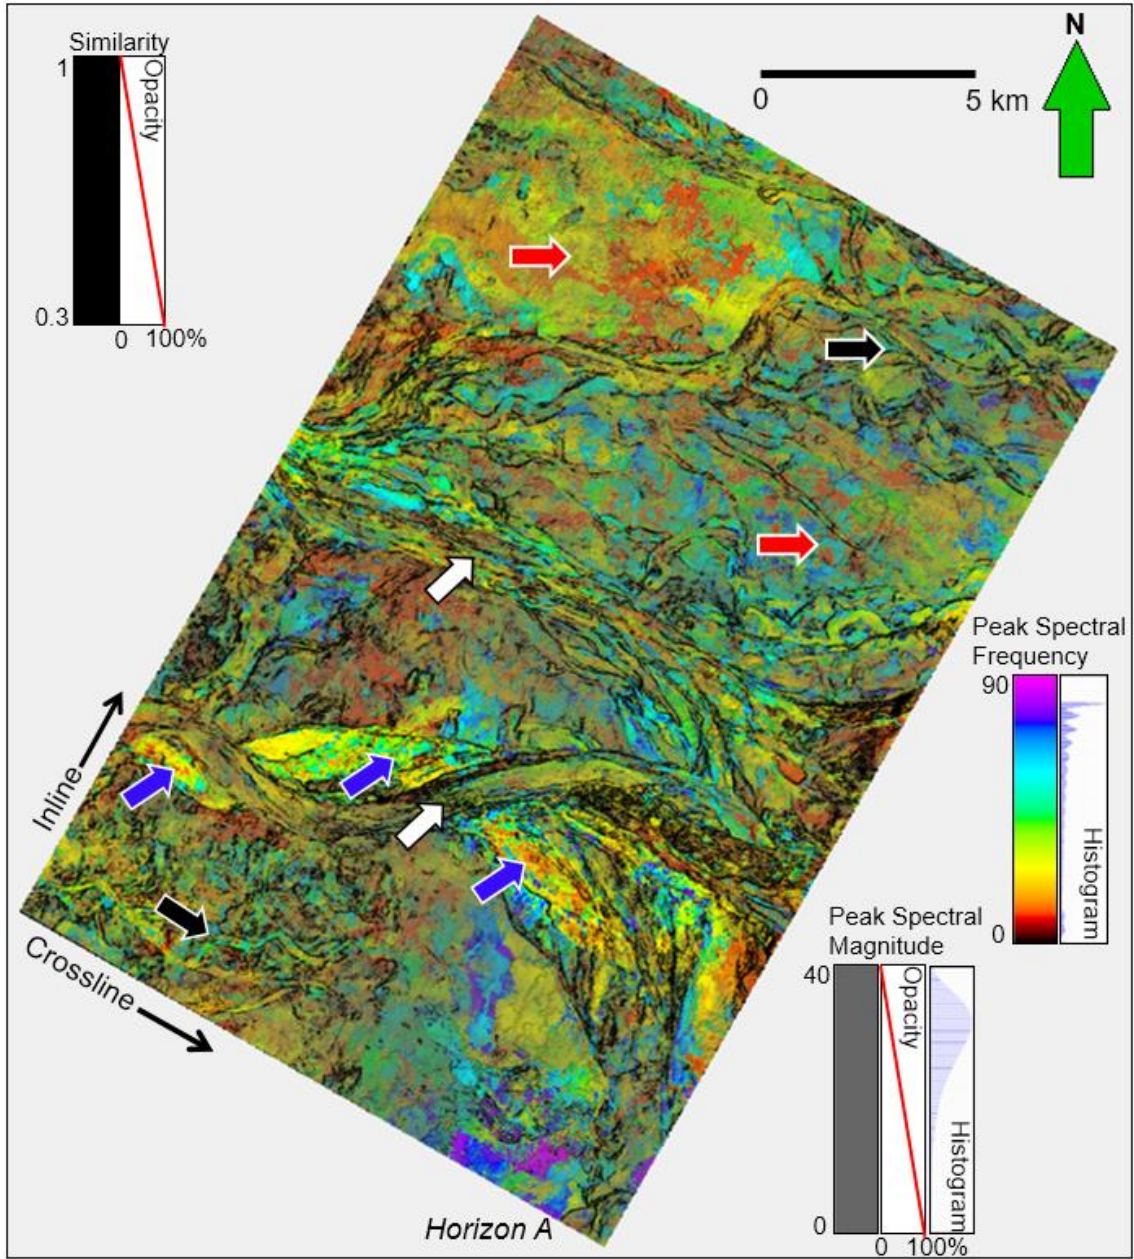 Similarity
1
Opacity
0.3
0 100%
N
0 5 km
Peak Spectral
Frequency
90
0
Histogram
Inline
Crossline
Peak Spectral
Magnitude
40
Opacity
0
Histogram
0 100%
Horizon A